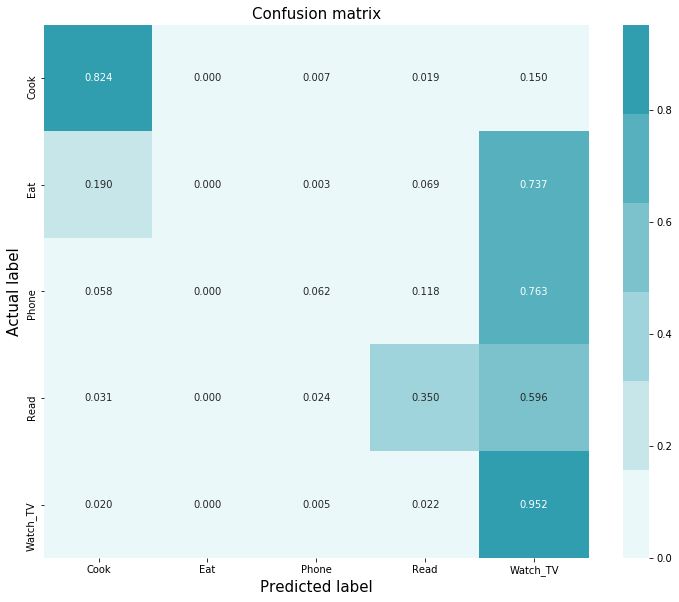 Confusion matrix
Cook 0.824 0.000 0.007 0.019 0.150
Eat 0.190 0.000 0.003 0.069 0.737
Phone 0.058 0.000 0.062 0.118 0.763
Read 0.031 0.000 0.024 0.350 0.596
Watch_TV 0.020 0.000 0.005 0.022 0.952
Actual label
Cook Eat Phone Read Watch_TV
Predicted label
0.8
0.6
0.4
0.2
0.0